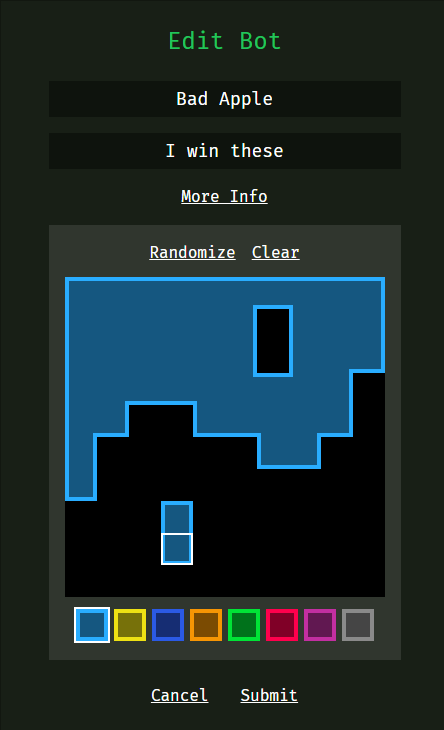 Edit Bot
Bad Apple
I win these
More Info
Randomize Clear
Cancel Submit